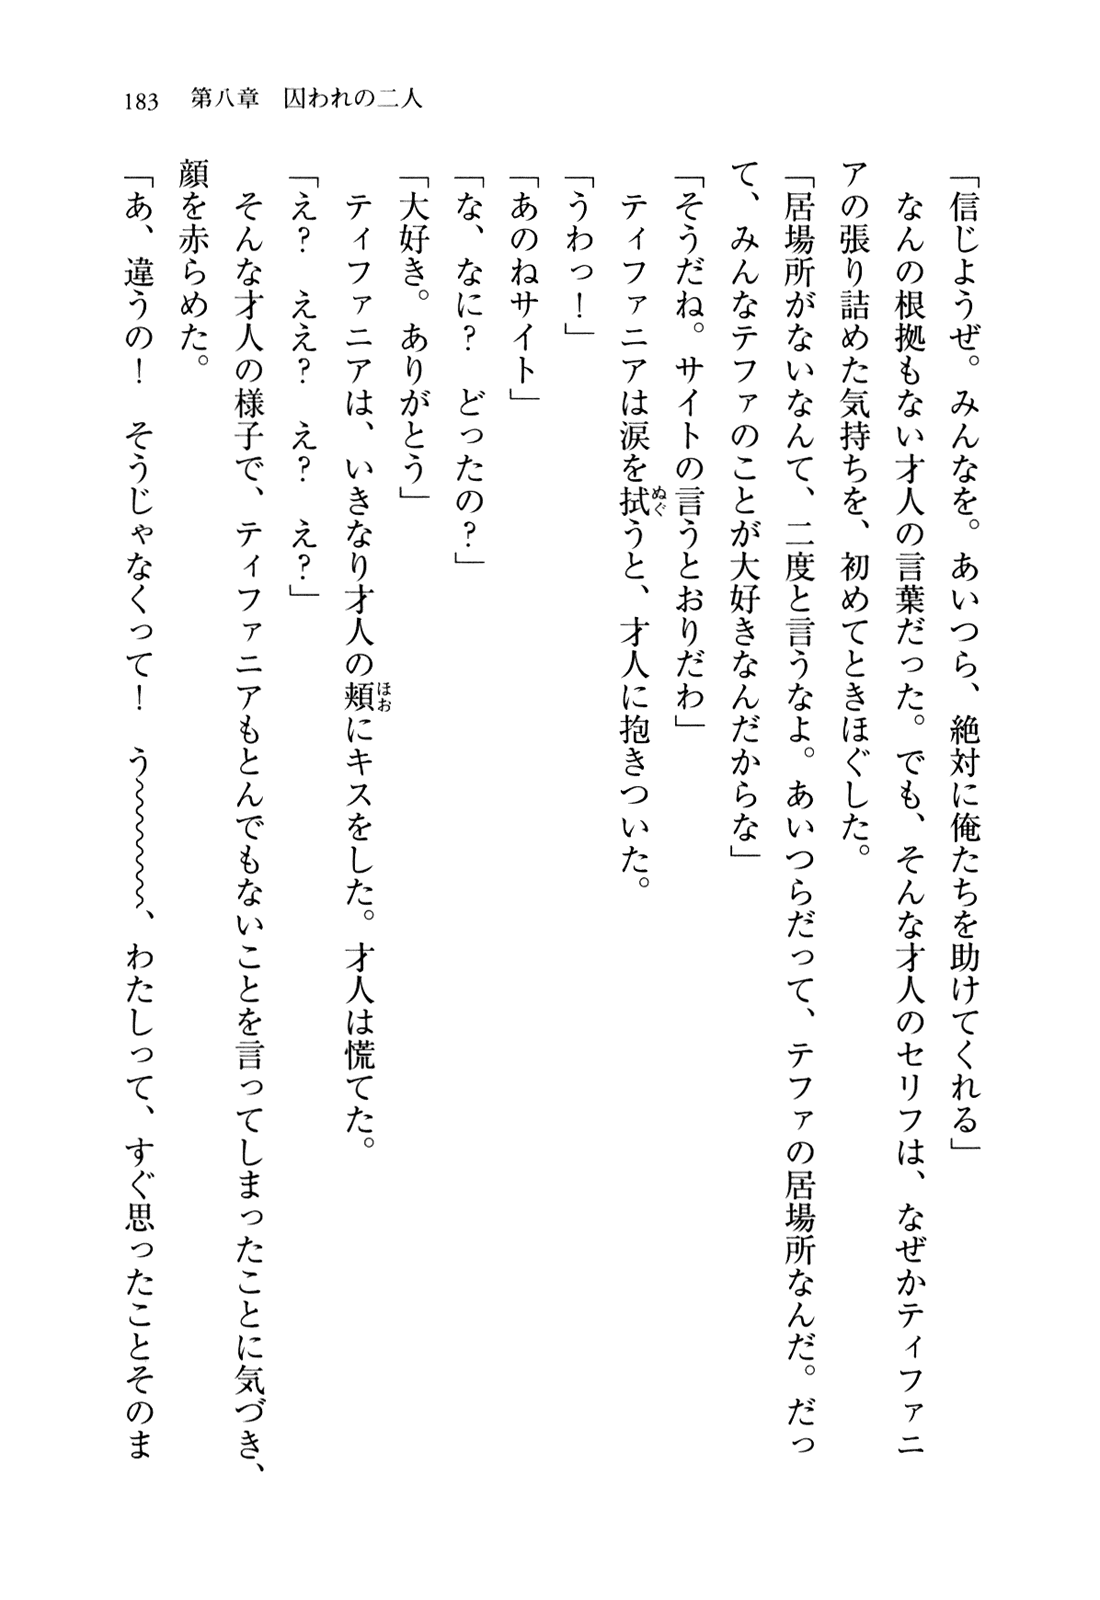 183　第八章　囚われの二人
「信じようぜ。みんなを。あいつら、絶対に俺たちを助けてくれる」
　なんの根拠もない才人の言葉だった。でも、そんな才人のセリフは、なぜかティファニ
アの張り詰めた気持ちを、初めてときほぐした。
「居場所がないなんて、二度と言うなよ。あいつらだって、テファの居場所なんだ。だっ
て、みんなテファのことが大好きなんだからな」
「そうだね。サイトの言うとおりだわ」
　ティファニアは涙を拭ぬぐうと、才人に抱きついた。
「うわっ！」
「あのねサイト」
「な、なに？　どったの？」
「大好き。ありがとう」
　ティファニアは、いきなり才人の頬ほおにキスをした。才人は慌てた。
「え？　ええ？　え？　え？」
　そんな才人の様子で、ティファニアもとんでもないことを言ってしまったことに気づき、
顔を赤らめた。
「あ、違うの！　そうじゃなくって！　う〜〜〜〜〜、わたしって、すぐ思ったことそのま